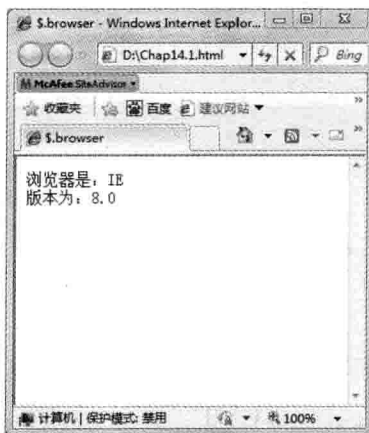 $.browser - Windows Internet Explor...
D:\Chap14.1.html
Bing
McAfee SiteAdvisor
收藏夹 百度 建议网站
$.browser
浏览器是：IE
版本为：8.0
计算机 | 保护模式: 禁用 100%